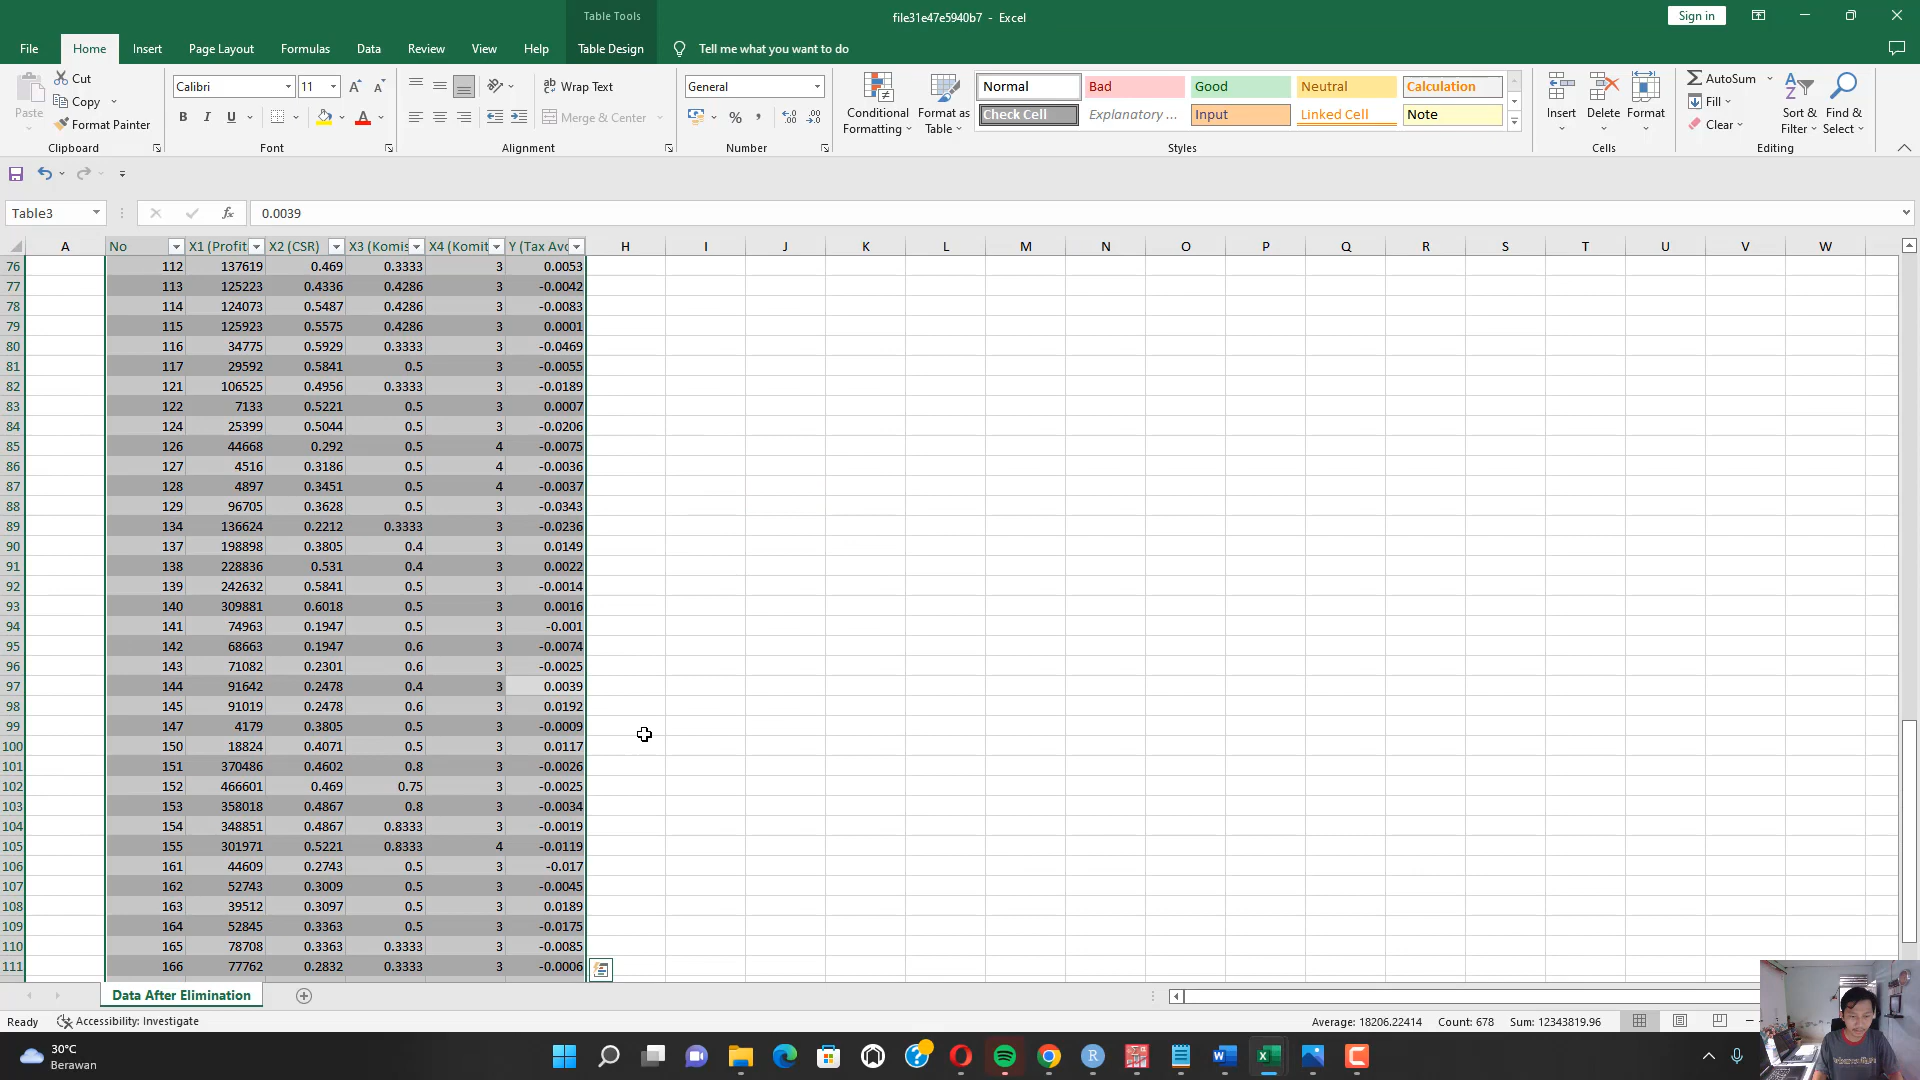 Table Tools
file31e47e5940b7 - Excel
Sign in
File Home Insert Page Layout Formulas Data Review View Help Table Design Tell me what you want to do
Paste
Cut
Copy
Format Painter
Clipboard
Calibri 11
B I U
Font
Wrap Text
Merge & Center
Alignment
General
Number
Conditional Formatting
Format as Table
Normal Bad Good Neutral Calculation
Check Cell Explanatory ... Input Linked Cell Note
Styles
Insert Delete Format
Cells
AutoSum
Fill
Clear
Sort & Filter
Find & Select
Editing
Table3 fx 0.0039
A No X1 (Profit X2 (CSR) X3 (Komis X4 (Komit Y (Tax Avo H I J K L M N O P Q R S T U V W
76 112 137619 0.469 0.3333 3 0.0053
77 113 125223 0.4336 0.4286 3 -0.0042
78 114 124073 0.5487 0.4286 3 -0.0083
79 115 125923 0.5575 0.4286 3 0.0001
80 116 34775 0.5929 0.3333 3 -0.0469
81 117 29592 0.5841 0.5 3 -0.0055
82 121 106525 0.4956 0.3333 3 -0.0189
83 122 7133 0.5221 0.5 3 0.0007
84 124 25399 0.5044 0.5 3 -0.0206
85 126 44668 0.292 0.5 4 -0.0075
86 127 4516 0.3186 0.5 4 -0.0036
87 128 4897 0.3451 0.5 4 -0.0037
88 129 96705 0.3628 0.5 3 -0.0343
89 134 136624 0.2212 0.3333 3 -0.0236
90 137 198898 0.3805 0.4 3 0.0149
91 138 228836 0.531 0.4 3 0.0022
92 139 242632 0.5841 0.5 3 -0.0014
93 140 309881 0.6018 0.5 3 0.0016
94 141 74963 0.1947 0.5 3 -0.001
95 142 68663 0.1947 0.6 3 -0.0074
96 143 71082 0.2301 0.6 3 -0.0025
97 144 91642 0.2478 0.4 3 0.0039
98 145 91019 0.2478 0.6 3 0.0192
99 147 4179 0.3805 0.5 3 -0.0009
100 150 18824 0.4071 0.5 3 0.0117
101 151 370486 0.4602 0.8 3 -0.0026
102 152 466601 0.469 0.75 3 -0.0025
103 153 358018 0.4867 0.8 3 -0.0034
104 154 348851 0.4867 0.8333 3 -0.0019
105 155 301971 0.5221 0.8333 4 -0.0119
106 161 44609 0.2743 0.5 3 -0.017
107 162 52743 0.3009 0.5 3 -0.0045
108 163 39512 0.3097 0.5 3 0.0189
109 164 52845 0.3363 0.5 3 -0.0175
110 165 78708 0.3363 0.3333 3 -0.0085
111 166 77762 0.2832 0.3333 3 -0.0006
Data After Elimination
Ready Accessibility: Investigate Average: 18206.22414 Count: 678 Sum: 12343819.96
30°C
Berawan